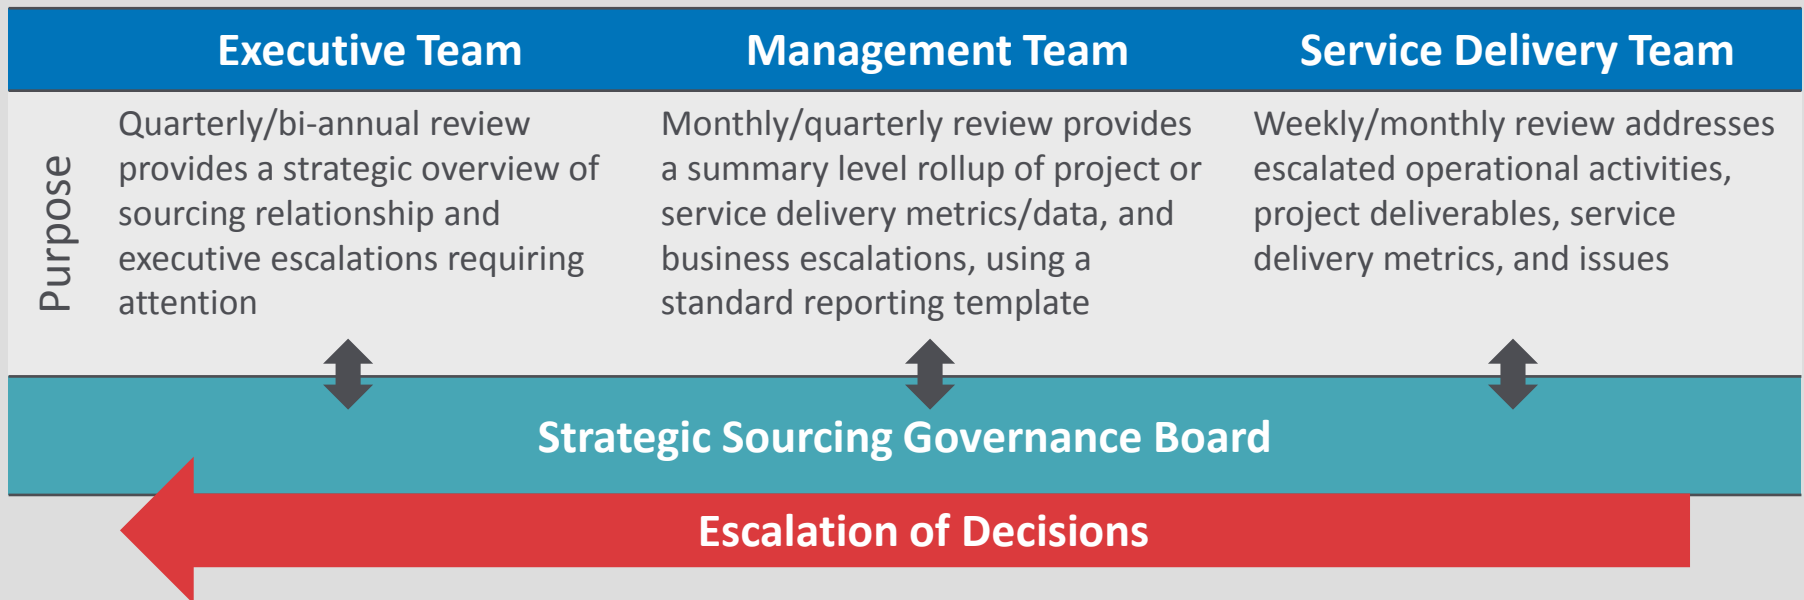 Executive Team
Management Team
Service Delivery Team
Purpose
Quarterly/bi-annual review
provides a strategic overview of
sourcing relationship and
executive escalations requiring
attention
Monthly/quarterly review provides
a summary level rollup of project or
service delivery metrics/data, and
business escalations, using a
standard reporting template
Weekly/monthly review addresses
escalated operational activities,
project deliverables, service
delivery metrics, and issues
Strategic Sourcing Governance Board
Escalation of Decisions